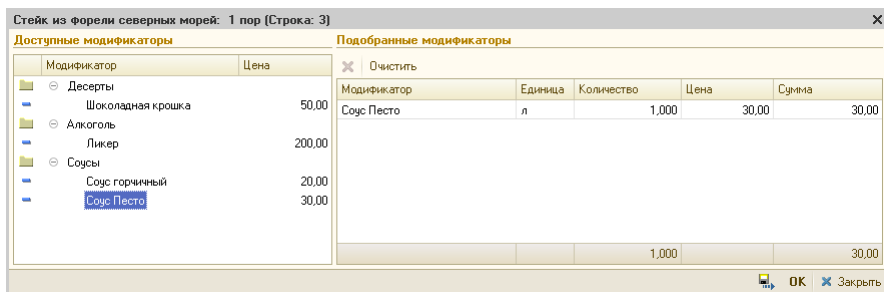 Стейк из форели северных морей: 1 пор (Строка: 3)
Доступные модификаторы
Модификатор Цена
Десерты
Шоколадная крошка 50,00
Алкоголь
Ликер 200,00
Соусы
Соус горчичный 20,00
Соус Песто 30,00
Подобранные модификаторы
Очистить
Модификатор Единица Количество Цена Сумма
Соус Песто л 1,000 30,00 30,00
1,000 30,00
OK Закрыть